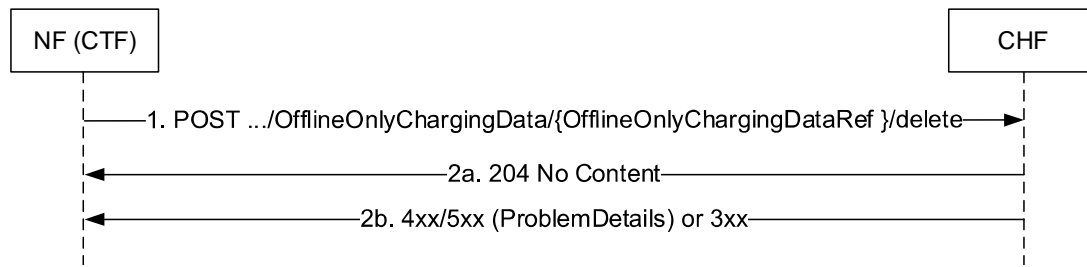 NF (CTF)
CHF
1. POST .../OfflineOnlyChargingData/{OfflineOnlyChargingDataRef }/delete
2a. 204 No Content
2b. 4xx/5xx (ProblemDetails) or 3xx